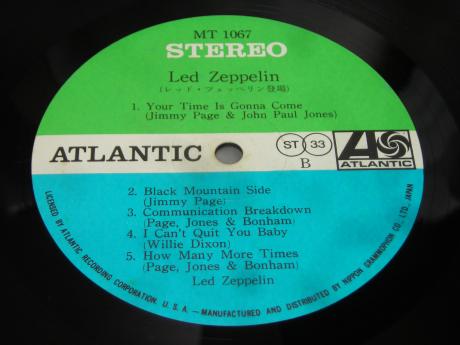 MT 1067
STEREO
Led Zeppelin
(レッド・ツェッペリン登場)
1. Your Time Is Gonna Come
(Jimmy Page & John Paul Jones)
ATLANTIC
ST 33
B
ATLANTIC
2. Black Mountain Side
(Jimmy Page)
3. Communication Breakdown
(Page, Jones & Bonham)
4. I Can't Quit You Baby
(Willie Dixon)
5. How Many More Times
(Page, Jones & Bonham)
Led Zeppelin
LICENSED BY ATLANTIC RECORDING CORPORATION, U.S.A. — MANUFACTURED AND DISTRIBUTED BY NIPPON GRAMMOPHON CO., LTD., JAPAN